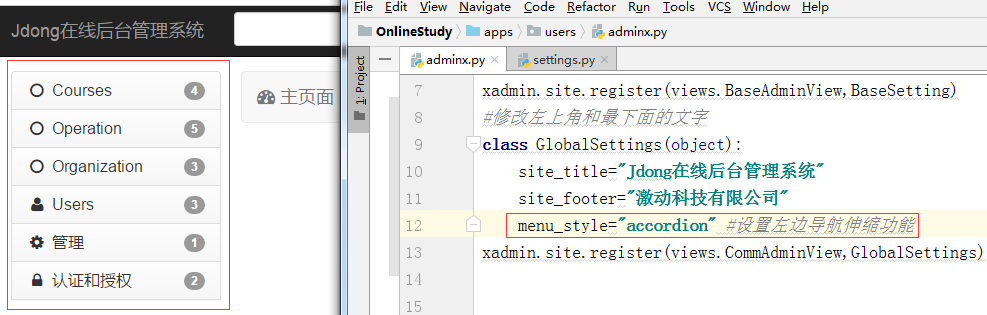 Jdong在线后台管理系统
Courses 4
Operation 5
Organization 3
Users 3
管理 1
认证和授权 2
主页面
File Edit View Navigate Code Refactor Run Tools VCS Window Help
OnlineStudy apps users adminx.py
1: Project
adminx.py settings.py
7 xadmin.site.register(views.BaseAdminView,BaseSetting)
8 #修改左上角和最下面的文字
9 class GlobalSettings(object):
10 site_title="Jdong在线后台管理系统"
11 site_footer="激动科技有限公司"
12 menu_style="accordion" #设置左边导航伸缩功能
13 xadmin.site.register(views.CommAdminView,GlobalSettings)
14
15